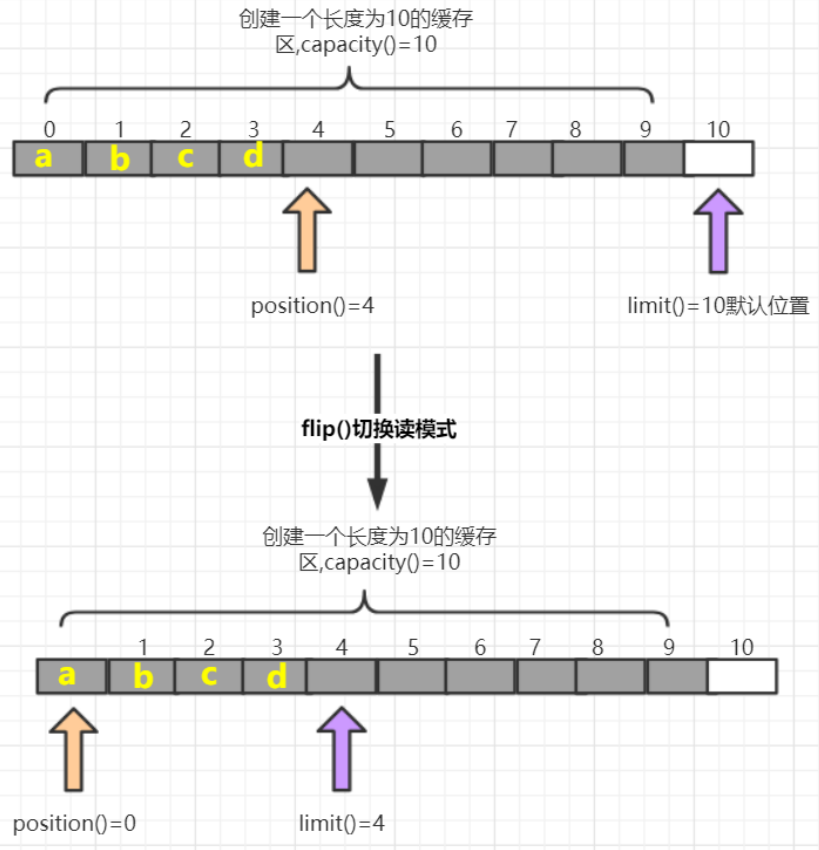 创建一个长度为10的缓存
区,capacity()=10
0 1 2 3 4 5 6 7 8 9 10
a b c d
position()=4 limit()=10默认位置
flip()切换读模式
创建一个长度为10的缓存
区,capacity()=10
1 2 3 4 5 6 7 8 9 10
a b c d
position()=0 limit()=4